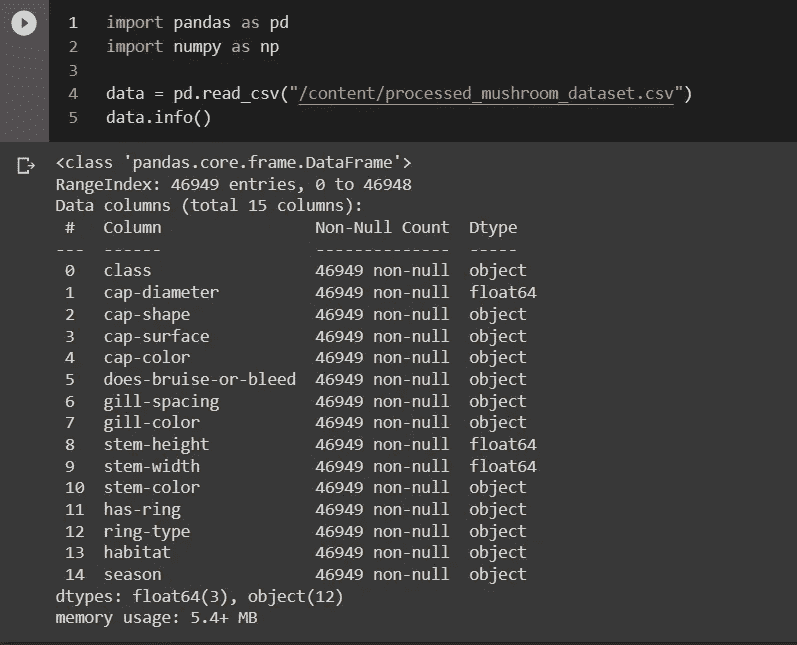 1 import pandas as pd
2 import numpy as np
3
4 data = pd.read_csv("/content/processed_mushroom_dataset.csv")
5 data.info()
<class 'pandas.core.frame.DataFrame'>
RangeIndex: 46949 entries, 0 to 46948
Data columns (total 15 columns):
 #   Column                Non-Null Count  Dtype
---  ------                --------------  -----
 0   class                 46949 non-null  object
 1   cap-diameter          46949 non-null  float64
 2   cap-shape             46949 non-null  object
 3   cap-surface           46949 non-null  object
 4   cap-color             46949 non-null  object
 5   does-bruise-or-bleed  46949 non-null  object
 6   gill-spacing          46949 non-null  object
 7   gill-color            46949 non-null  object
 8   stem-height           46949 non-null  float64
 9   stem-width            46949 non-null  float64
 10  stem-color            46949 non-null  object
 11  has-ring              46949 non-null  object
 12  ring-type             46949 non-null  object
 13  habitat               46949 non-null  object
 14  season                46949 non-null  object
dtypes: float64(3), object(12)
memory usage: 5.4+ MB